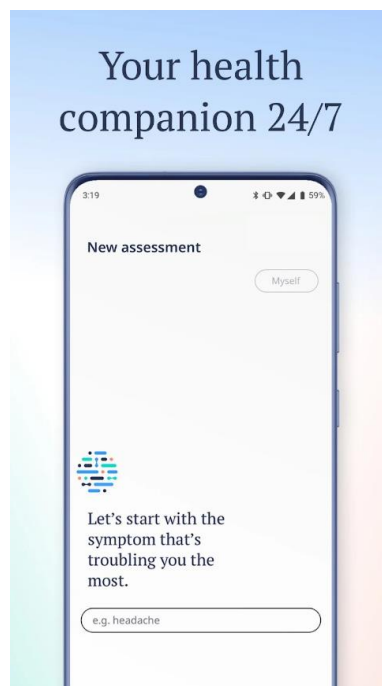 Your health
companion 24/7
3:19
59%
New assessment
Myself
Let's start with the
symptom that's
troubling you the
most.
e.g. headache